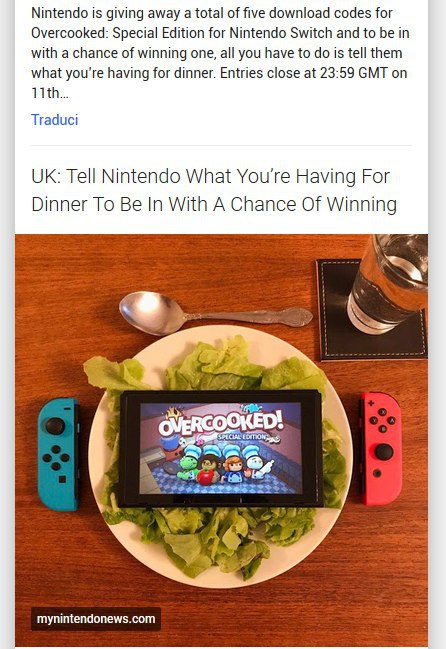 Nintendo is giving away a total of five download codes for
Overcooked: Special Edition for Nintendo Switch and to be in
with a chance of winning one, all you have to do is tell them
what you're having for dinner. Entries close at 23:59 GMT on
11th…
Traduci
UK: Tell Nintendo What You’re Having For
Dinner To Be In With A Chance Of Winning
OVERCOOKED!
SPECIAL EDITION
mynintendonews.com